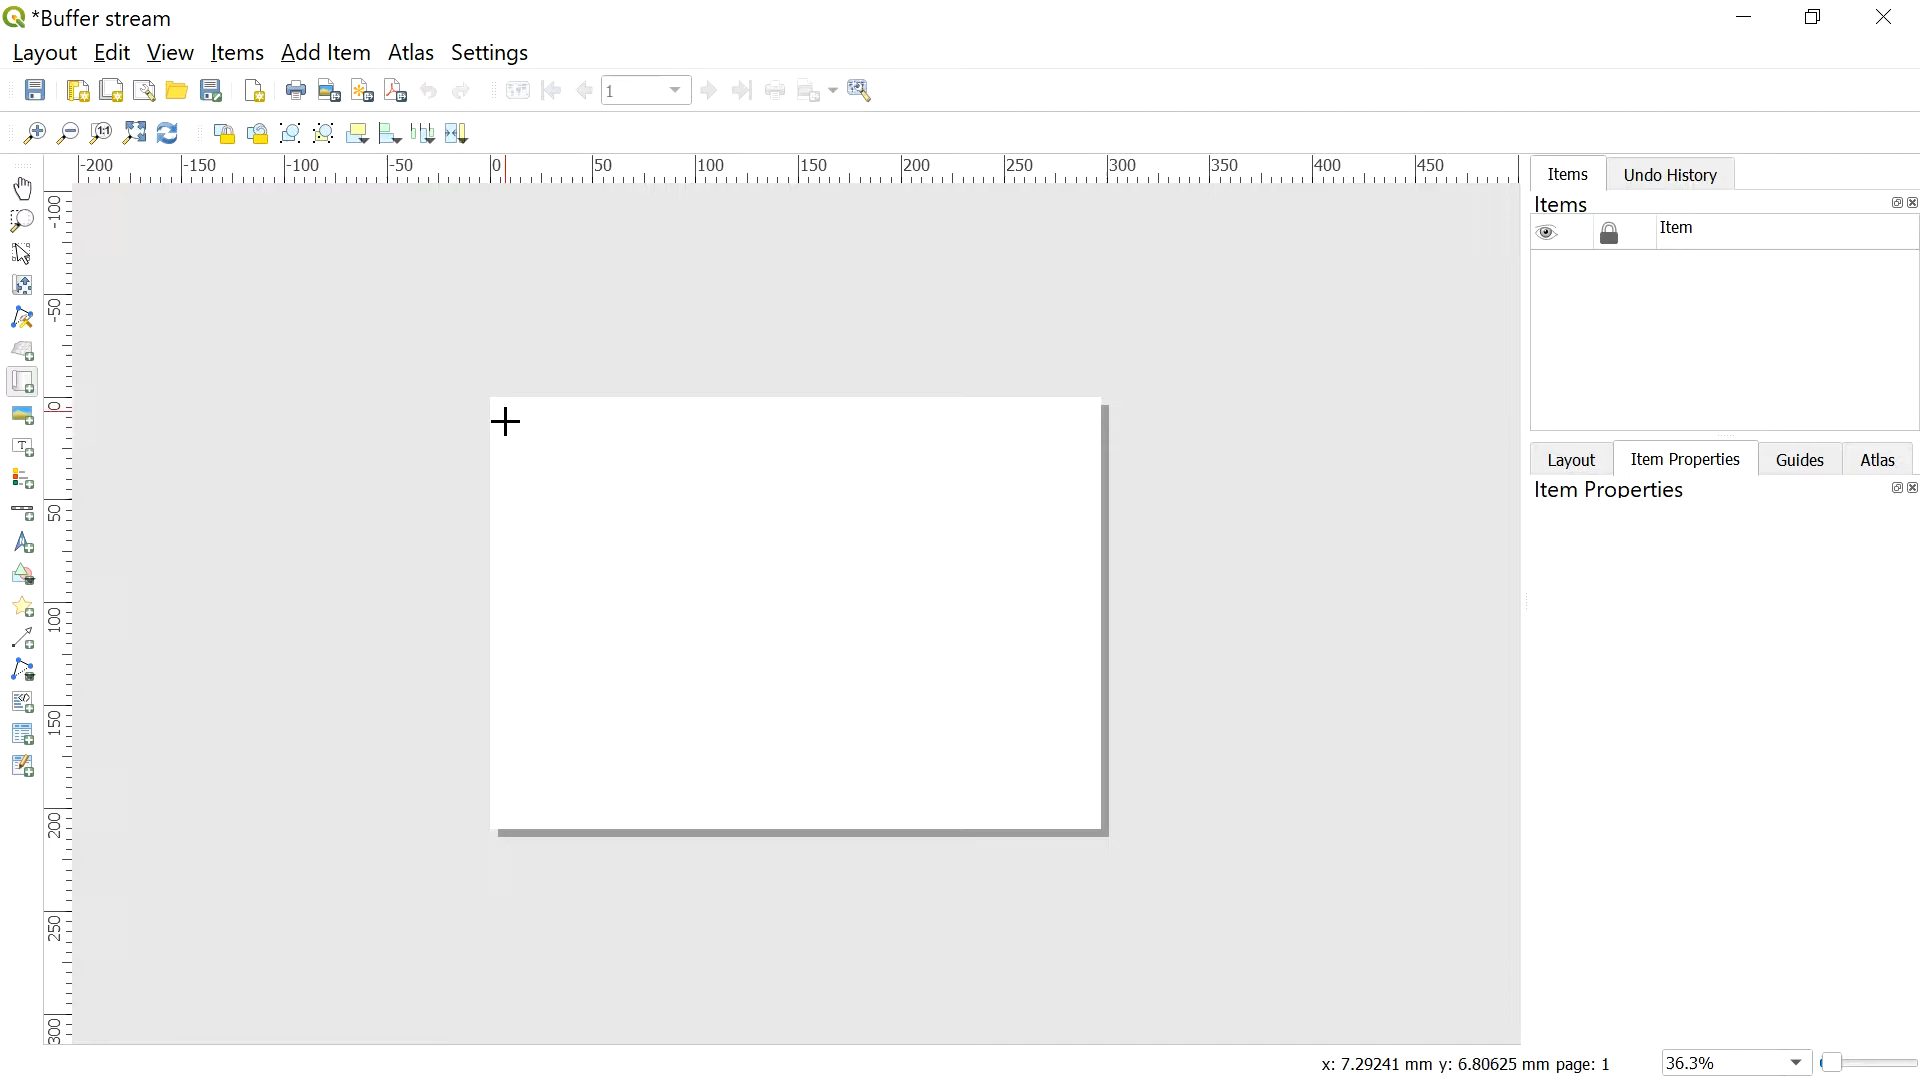 *Buffer stream
Layout Edit View Items Add Item Atlas Settings
1
1:1
-200 -150 -100 -50 0 50 100 150 200 250 300 350 400 450
-100
-50
0
50
100
150
200
250
300
Items Undo History
Items
Item
Layout Item Properties Guides Atlas
Item Properties
x: 7.29241 mm y: 6.80625 mm page: 1 36.3%